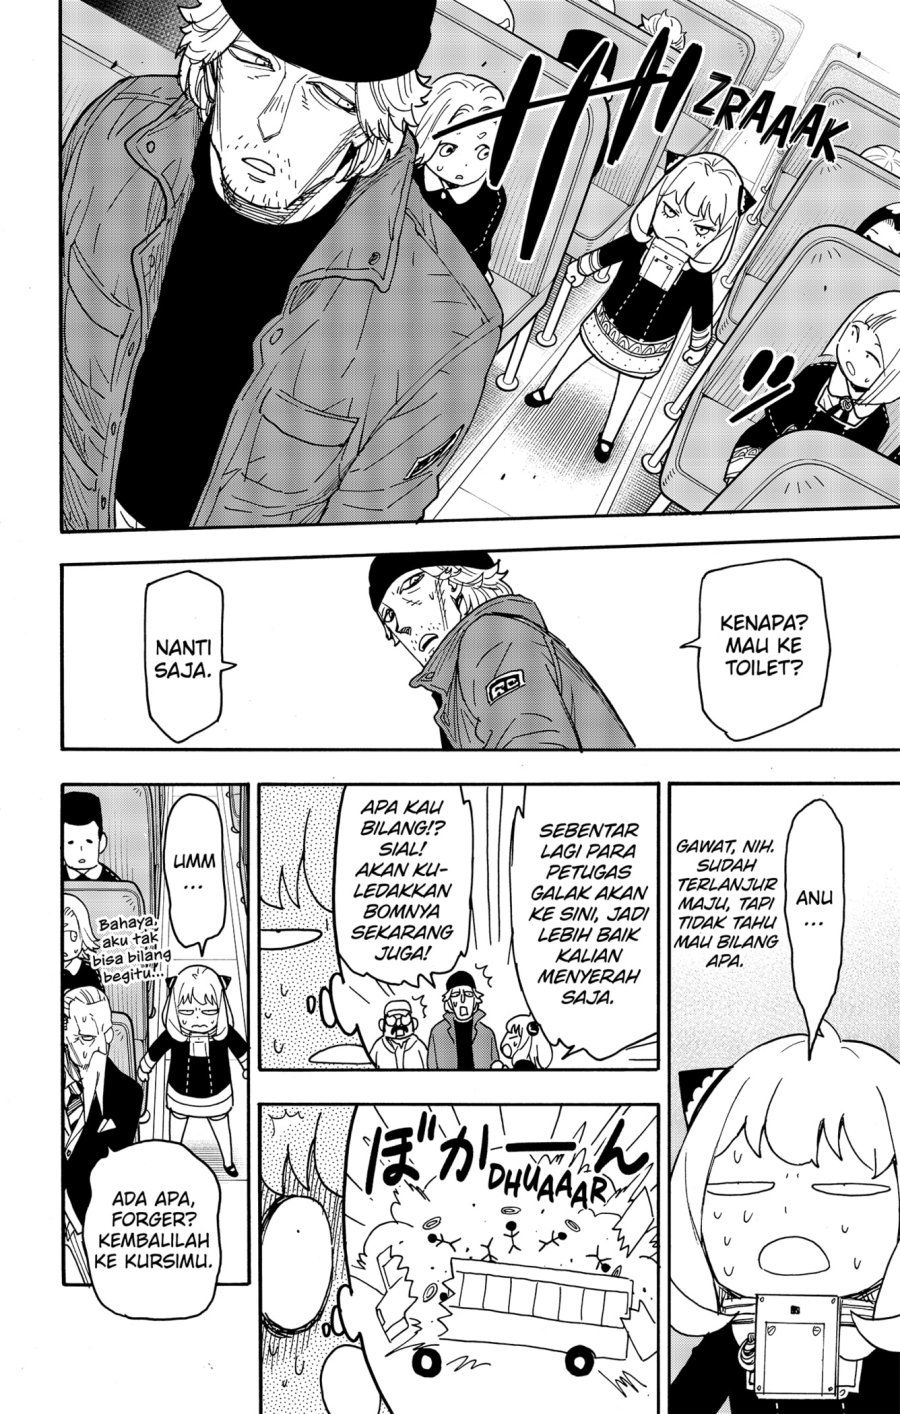 ZRAAAK
KENAPA?
MAU KE
TOILET?
NANTI
SAJA.
ANU
...
GAWAT, NIH.
SUDAH
TERLANJUR
MAJU, TAPI
TIDAK TAHU
MAU BILANG
APA.
SEBENTAR
LAGI PARA
PETUGAS
GALAK AKAN
KE SINI, JADI
LEBIH BAIK
KALIAN
MENYERAH
SAJA.
APA KAU
BILANG!?
SIAL!
AKAN KU-
LEDAKKAN
BOMNYA
SEKARANG
JUGA!
ぼかーん
DHUAAAR
UMM
...
Bahaya,
aku tak
bisa bilang
begitu...
ADA APA,
FORGER?
KEMBALILAH
KE KURSIMU.